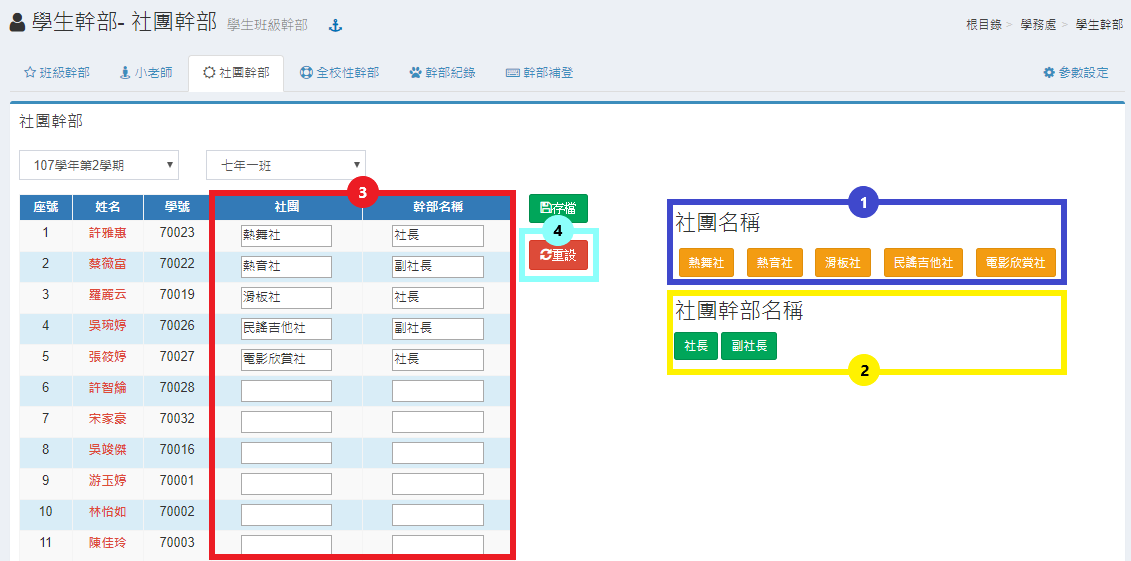 學生幹部- 社團幹部 學生班級幹部
根目錄 > 學務處 > 學生幹部
班級幹部 小老師 社團幹部 全校性幹部 幹部紀錄 幹部補登 參數設定
社團幹部
107學年第2學期 七年一班
座號 姓名 學號 社團 幹部名稱
3
1 許雅惠 70023 熱舞社 社長
2 蔡薇富 70022 熱音社 副社長
3 羅麗云 70019 滑板社 社長
4 吳琬婷 70026 民謠吉他社 副社長
5 張筱婷 70027 電影欣賞社 社長
6 許智綸 70028
7 宋家豪 70032
8 吳竣傑 70016
9 游玉婷 70001
10 林怡如 70002
11 陳佳玲 70003
存檔
4
重設
1
社團名稱
熱舞社 熱音社 滑板社 民謠吉他社 電影欣賞社
社團幹部名稱
社長 副社長
2